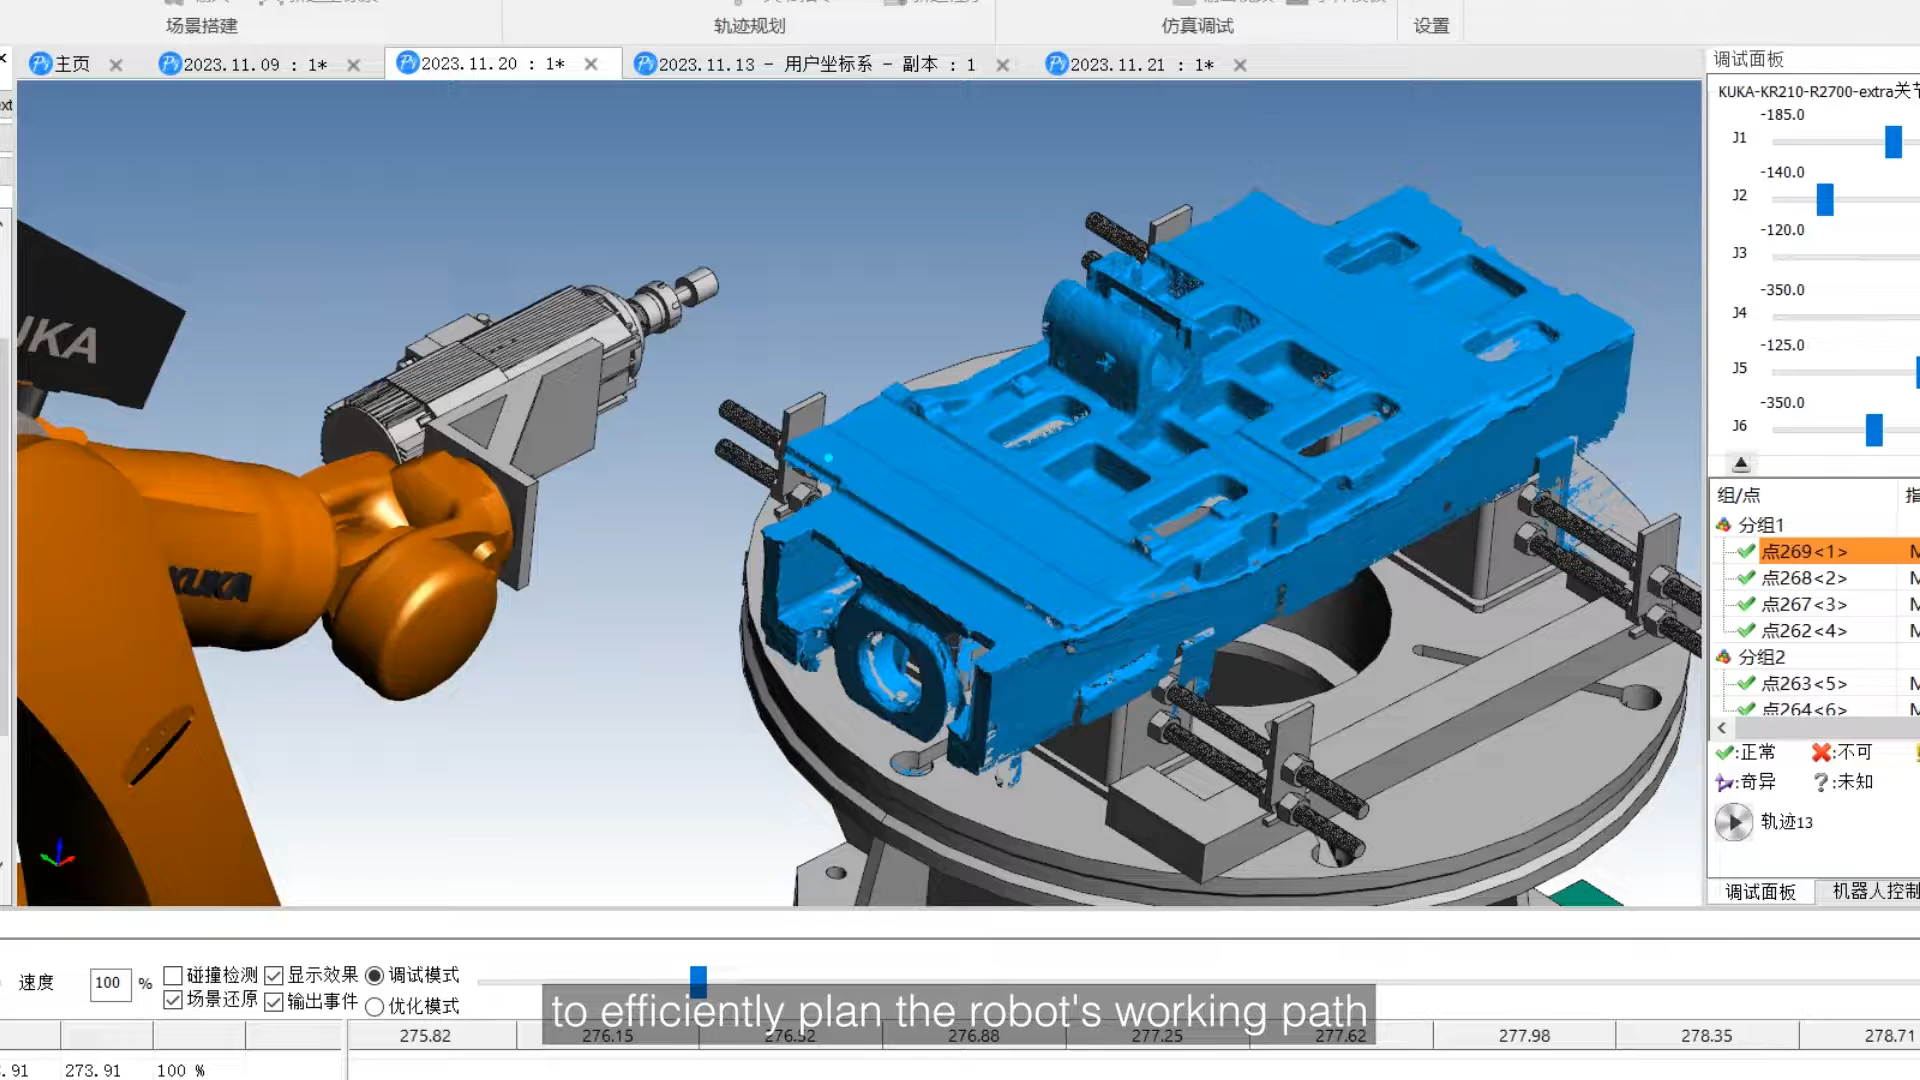 场景搭建
轨迹规划
仿真调试
设置
主页
2023.11.09 : 1*
2023.11.20 : 1*
2023.11.13 - 用户坐标系 - 副本 : 1
2023.11.21 : 1*
调试面板
KUKA-KR210-R2700-extra关节
-185.0
J1
-140.0
J2
-120.0
J3
-350.0
J4
-125.0
J5
-350.0
J6
组/点
分组1
点269<1>
点268<2>
点267<3>
点262<4>
分组2
点263<5>
点264<6>
:正常
:不可
:奇异
:未知
轨迹13
调试面板
机器人控制
KUKA
速度
100
%
碰撞检测
显示效果
调试模式
场景还原
输出事件
优化模式
to efficiently plan the robot's working path
275.82
276.15
276.52
276.88
277.25
277.62
277.98
278.35
278.71
.91
273.91
100 %